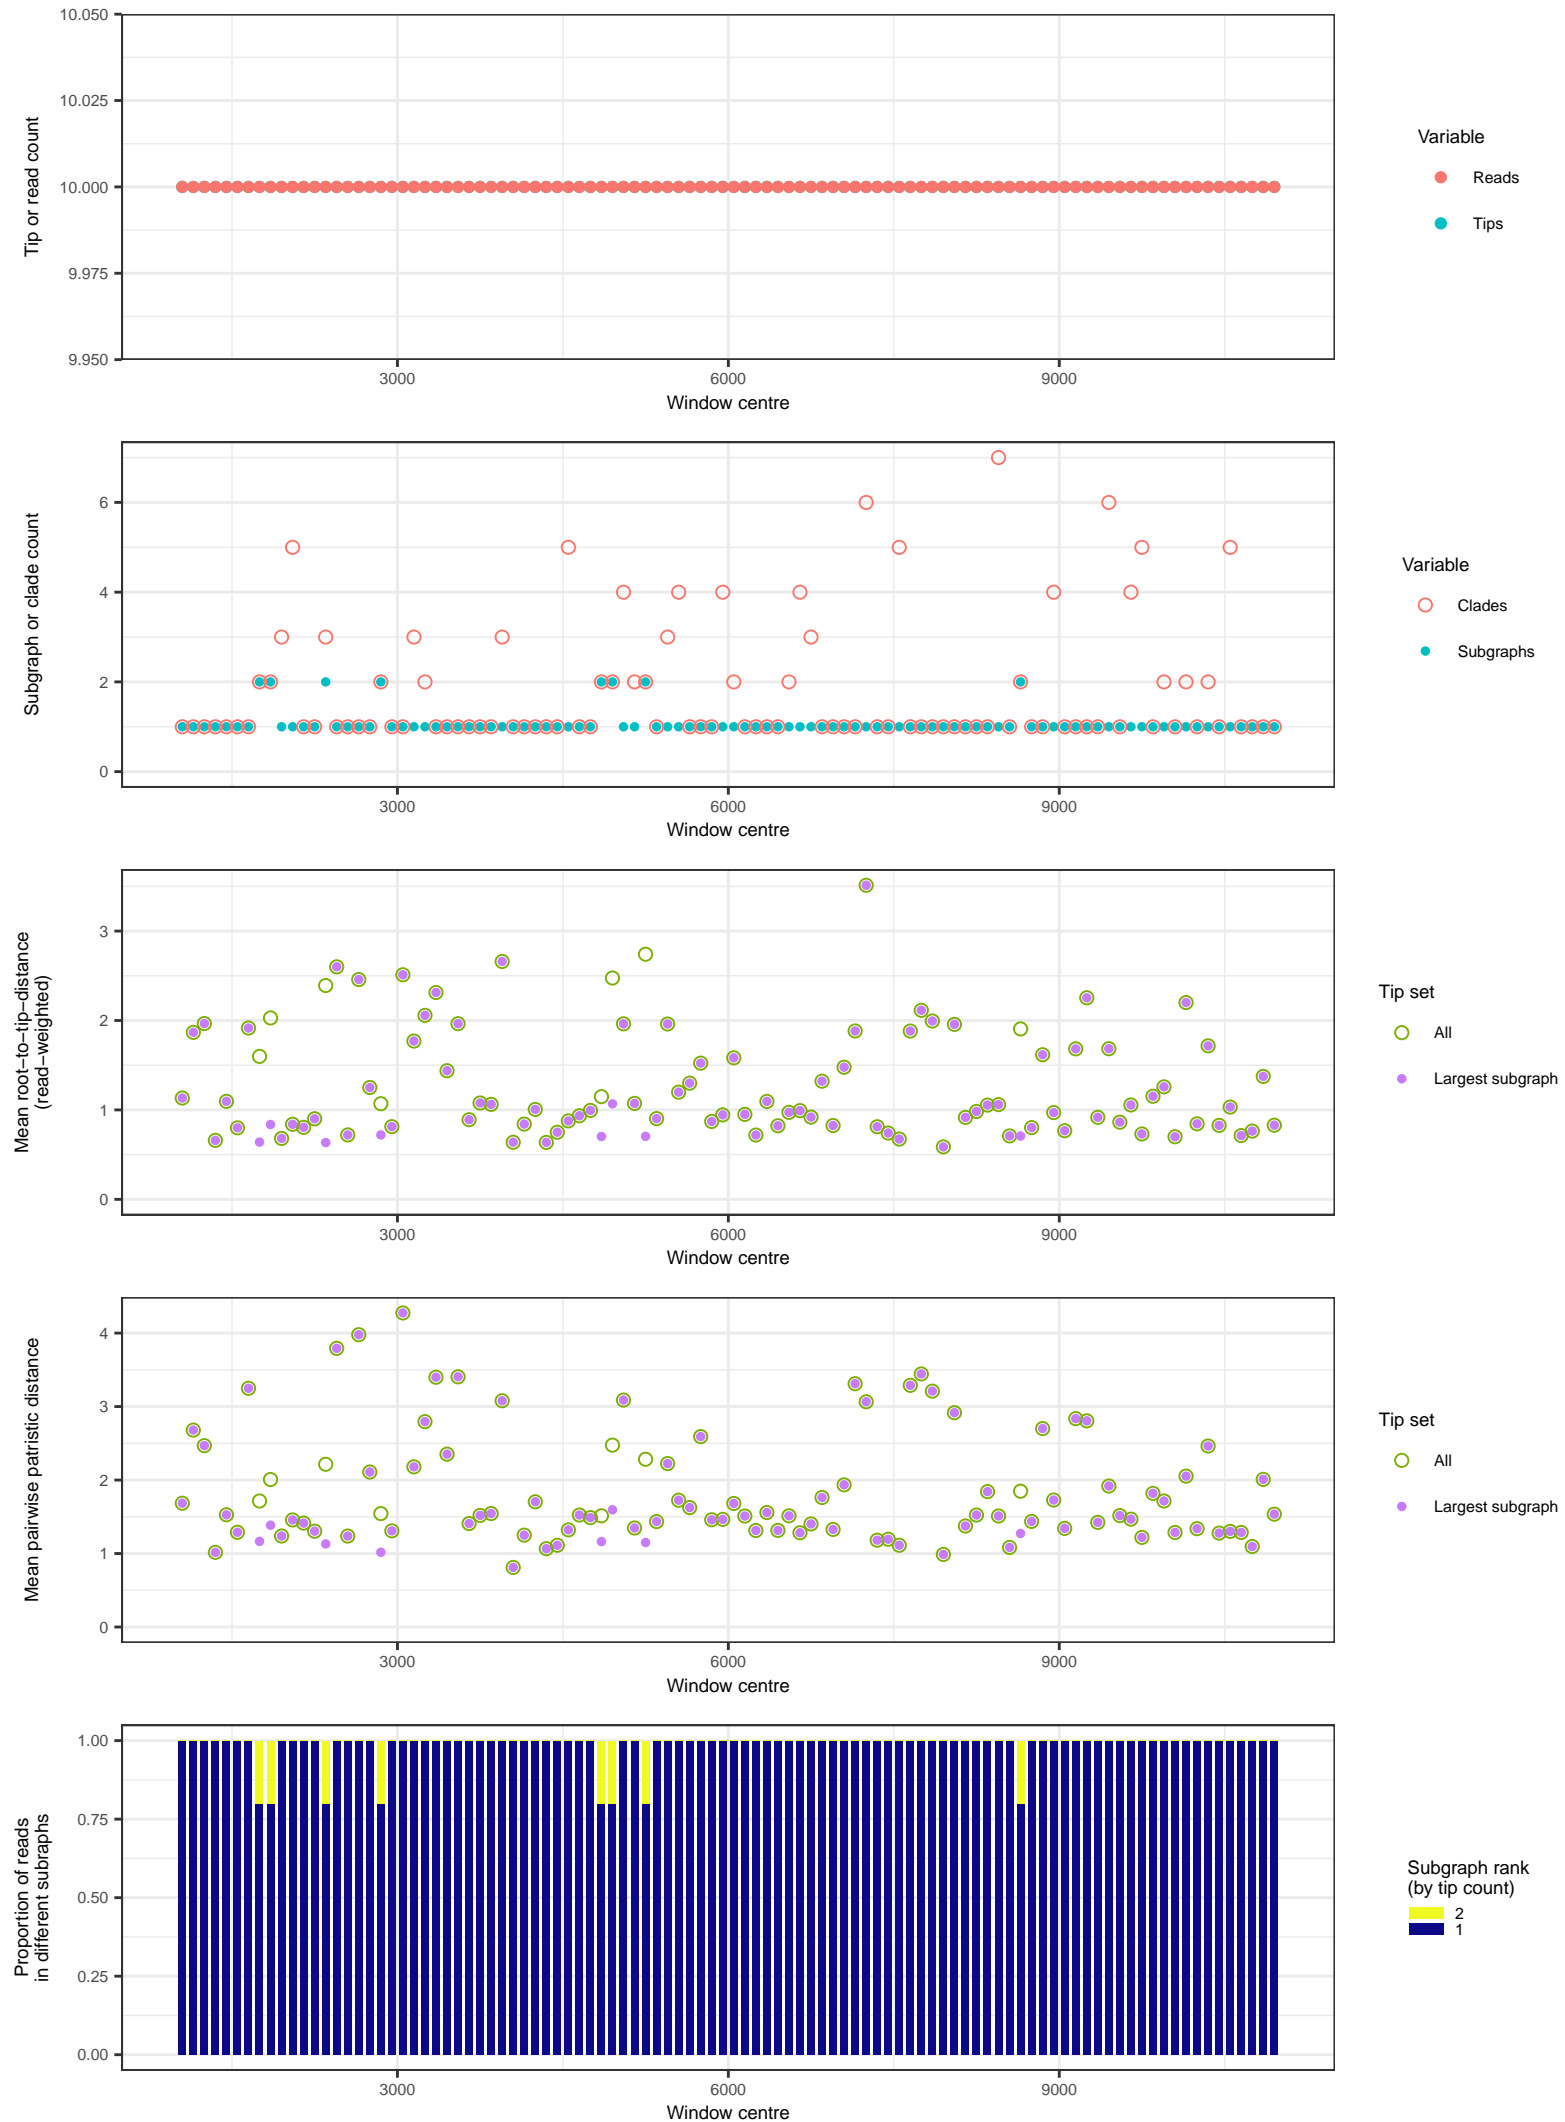 10.050
10.025
10.000
9.975
9.950
Tip or read count
3000 6000 9000
Window centre
Variable
Reads
Tips
6
4
2
0
Subgraph or clade count
3000 6000 9000
Window centre
Variable
Clades
Subgraphs
3
2
1
0
Mean root−to−tip−distance
(read−weighted)
3000 6000 9000
Window centre
Tip set
All
Largest subgraph
4
3
2
1
0
Mean pairwise patristic distance
3000 6000 9000
Window centre
Tip set
All
Largest subgraph
1.00
0.75
0.50
0.25
0.00
Proportion of reads
in different subraphs
3000 6000 9000
Window centre
Subgraph rank
(by tip count)
2
1